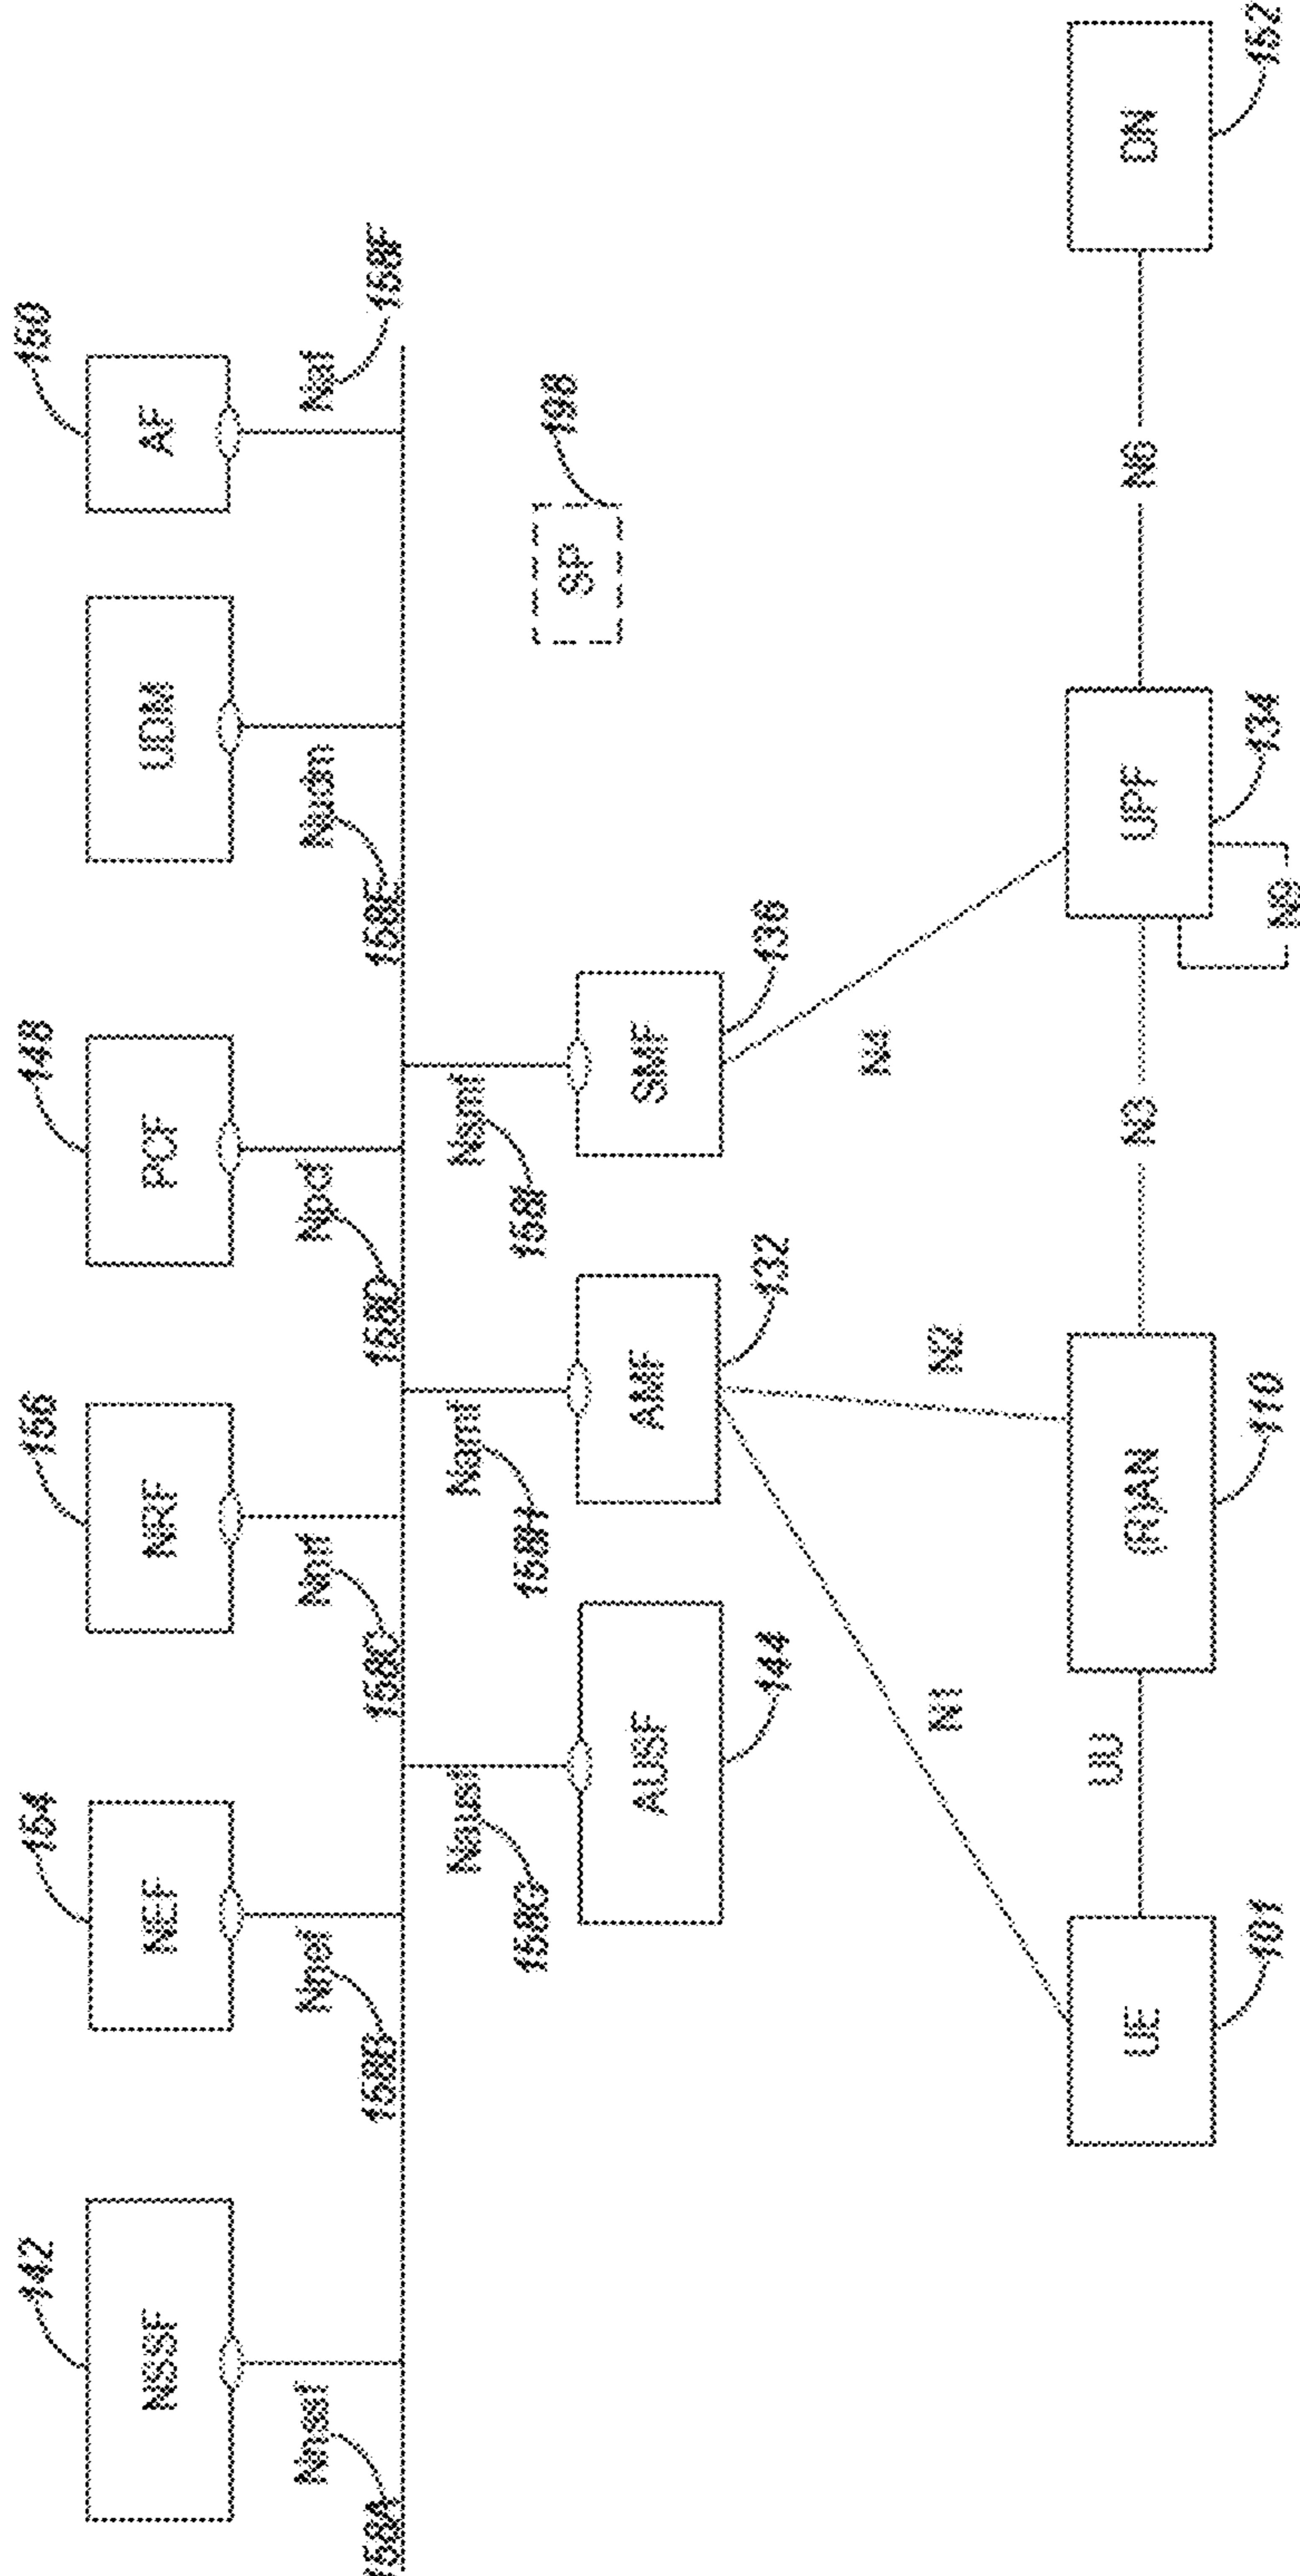 142
154
156
148
150
NSSF
NEF
NRF
PCF
UDM
AF
Nnssf
Nnef
Nnrf
Npcf
Nudm
Naf
158A
158B
158C
158D
158E
158F
Nausf
Namf
Nsmf
158G
158H
158I
198
SP
AUSF
AMF
SMF
144
132
136
N1
N2
N4
UU
UE
(R)AN
N3
UPF
N6
DN
101
110
134
152
N9